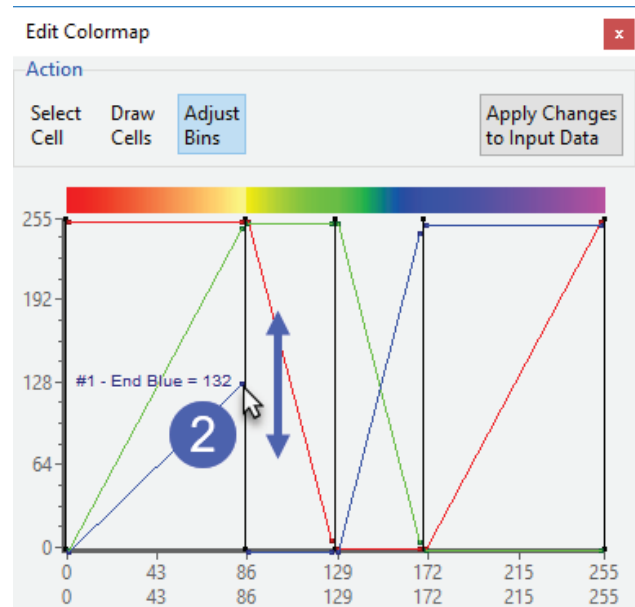 Edit Colormap
x
Action
Select Draw Adjust Apply Changes
Cell Cells Bins to Input Data
255
192
128
#1 - End Blue = 132
2
64
0
0 43 86 129 172 215 255
0 43 86 129 172 215 255